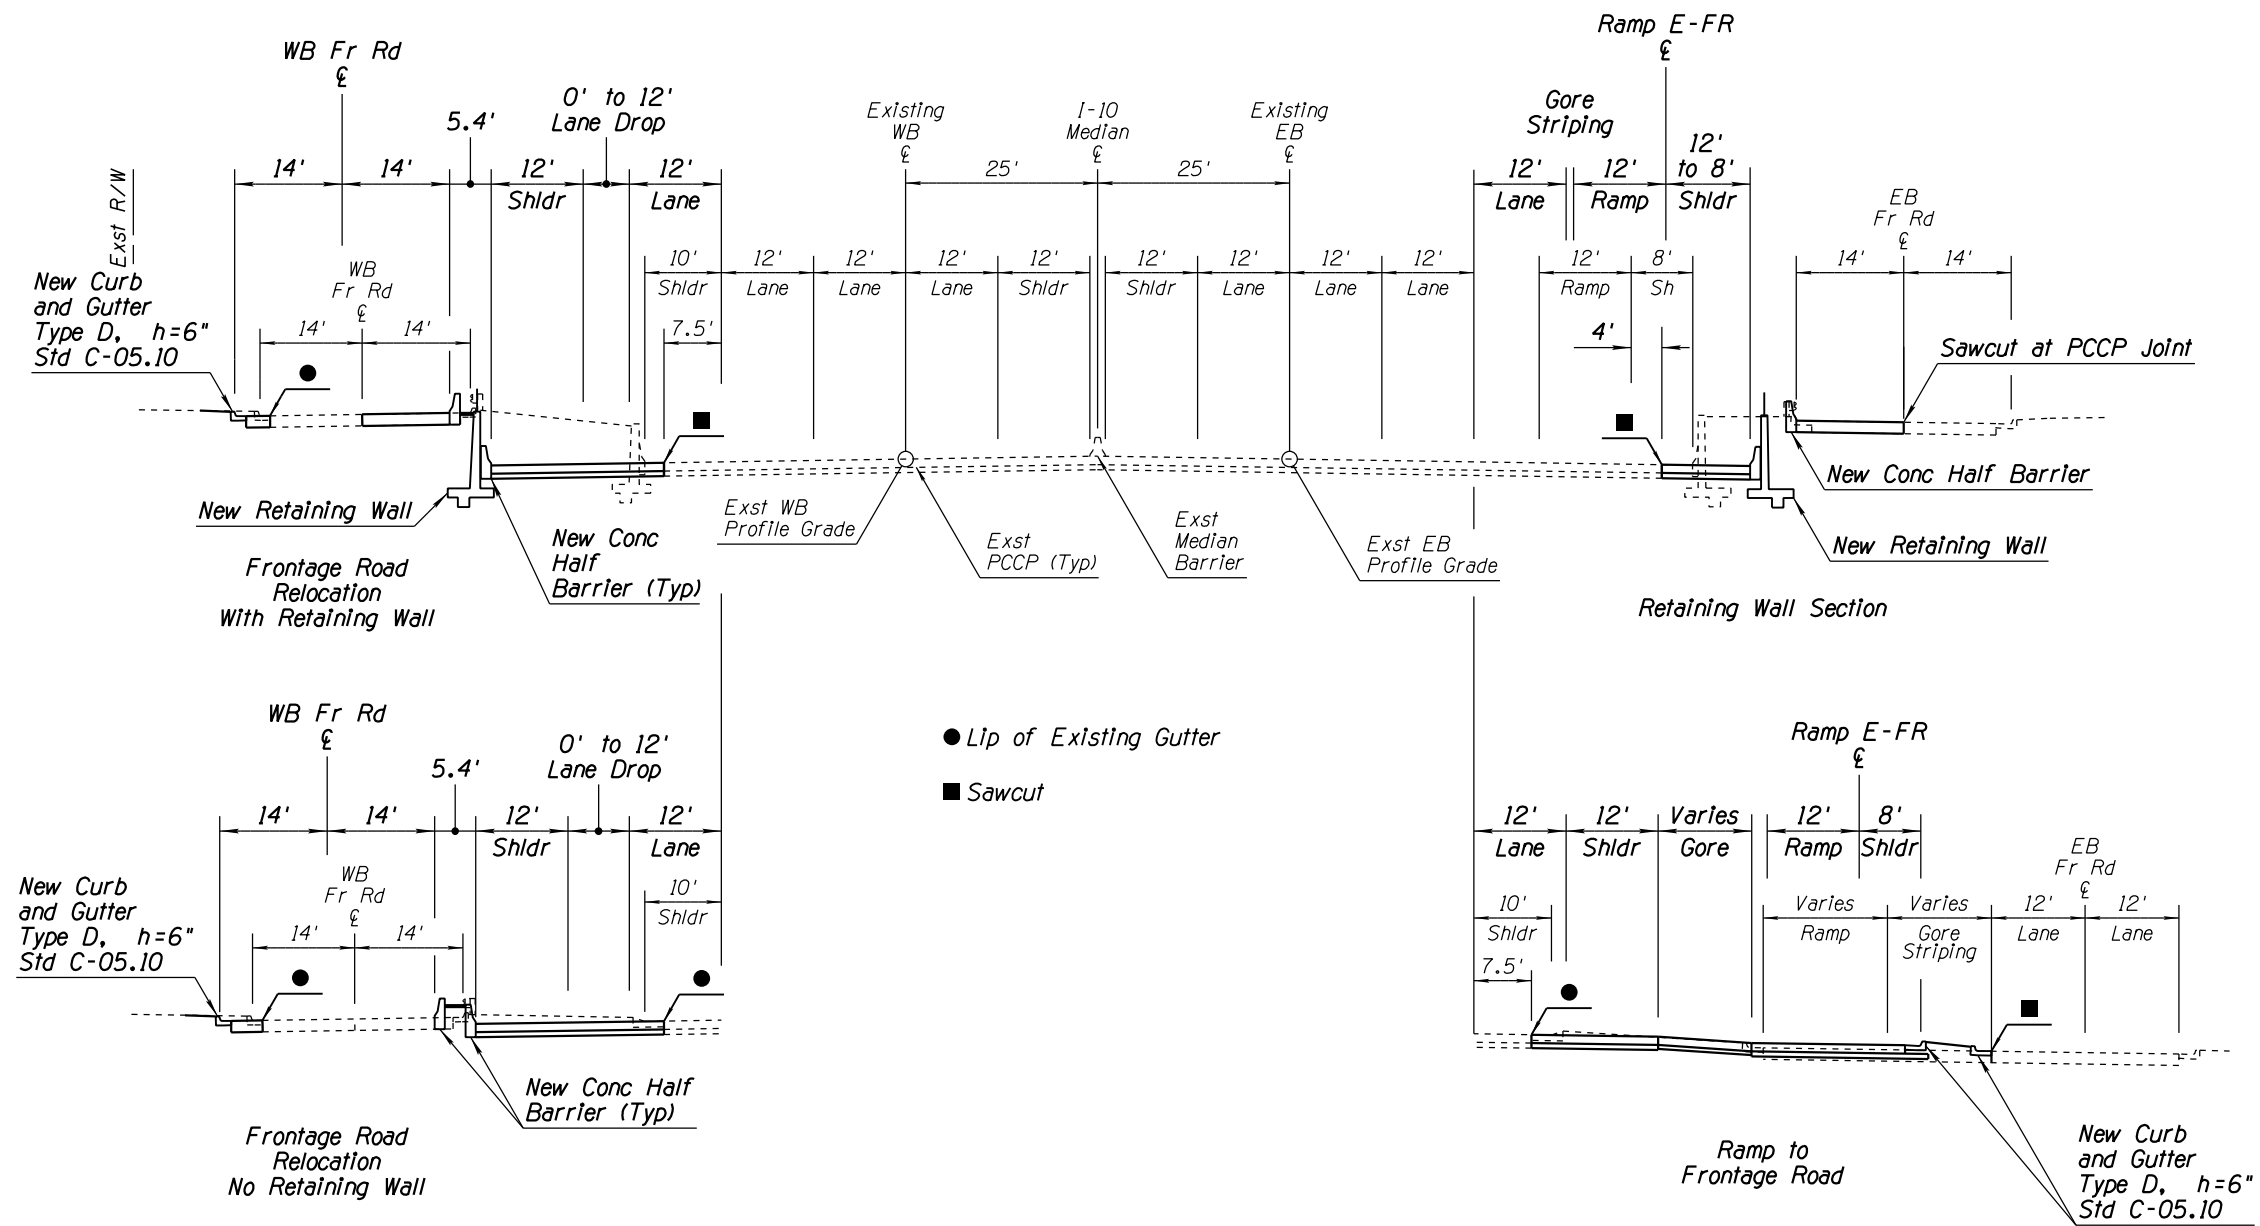 WB Fr Rd
℄
5.4'
0' to 12'
Lane Drop
14'
14'
12'
Shldr
12'
Lane
Exst R/W
Existing
WB
℄
I-10
Median
℄
Existing
EB
℄
25'
25'
Gore
Striping
Ramp E-FR
℄
12'
Lane
12'
Ramp
12'
to 8'
Shldr
EB
Fr Rd
℄
14'
14'
10'
Shldr
12'
Lane
12'
Lane
12'
Lane
12'
Shldr
12'
Shldr
12'
Lane
12'
Lane
12'
Lane
12'
Ramp
8'
Sh
4'
7.5'
WB
Fr Rd
℄
14'
14'
New Curb
and Gutter
Type D, h=6"
Std C-05.10
Sawcut at PCCP Joint
New Conc Half Barrier
New Retaining Wall
New Retaining Wall
New Conc
Half
Barrier (Typ)
Exst WB
Profile Grade
Exst
PCCP (Typ)
Exst
Median
Barrier
Exst EB
Profile Grade
Frontage Road
Relocation
With Retaining Wall
Retaining Wall Section
WB Fr Rd
℄
5.4'
0' to 12'
Lane Drop
14'
14'
12'
Shldr
12'
Lane
WB
Fr Rd
℄
14'
14'
10'
Shldr
New Curb
and Gutter
Type D, h=6"
Std C-05.10
New Conc Half
Barrier (Typ)
Frontage Road
Relocation
No Retaining Wall
● Lip of Existing Gutter
■ Sawcut
Ramp E-FR
℄
12'
Lane
12'
Shldr
Varies
Gore
12'
Ramp
8'
Shldr
EB
Fr Rd
℄
10'
Shldr
7.5'
Varies
Ramp
Varies
Gore
Striping
12'
Lane
12'
Lane
Ramp to
Frontage Road
New Curb
and Gutter
Type D, h=6"
Std C-05.10